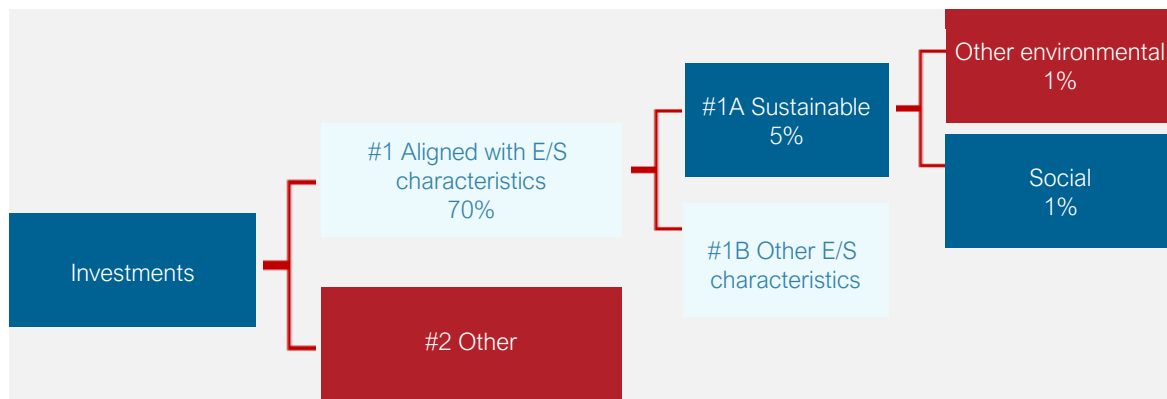 Investments
#1 Aligned with E/S
characteristics
70%
#2 Other
#1A Sustainable
5%
#1B Other E/S
characteristics
Other environmental
1%
Social
1%